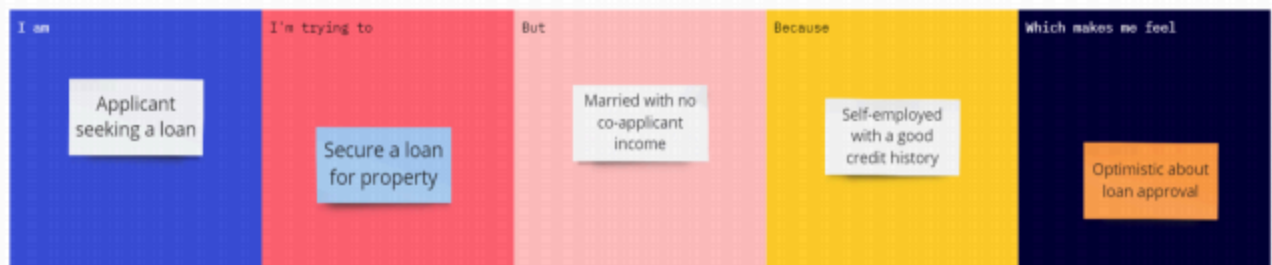 I am
Applicant
seeking a loan
I'm trying to
Secure a loan
for property
But
Married with no
co-applicant
income
Because
Self-employed
with a good
credit history
Which makes me feel
Optimistic about
loan approval